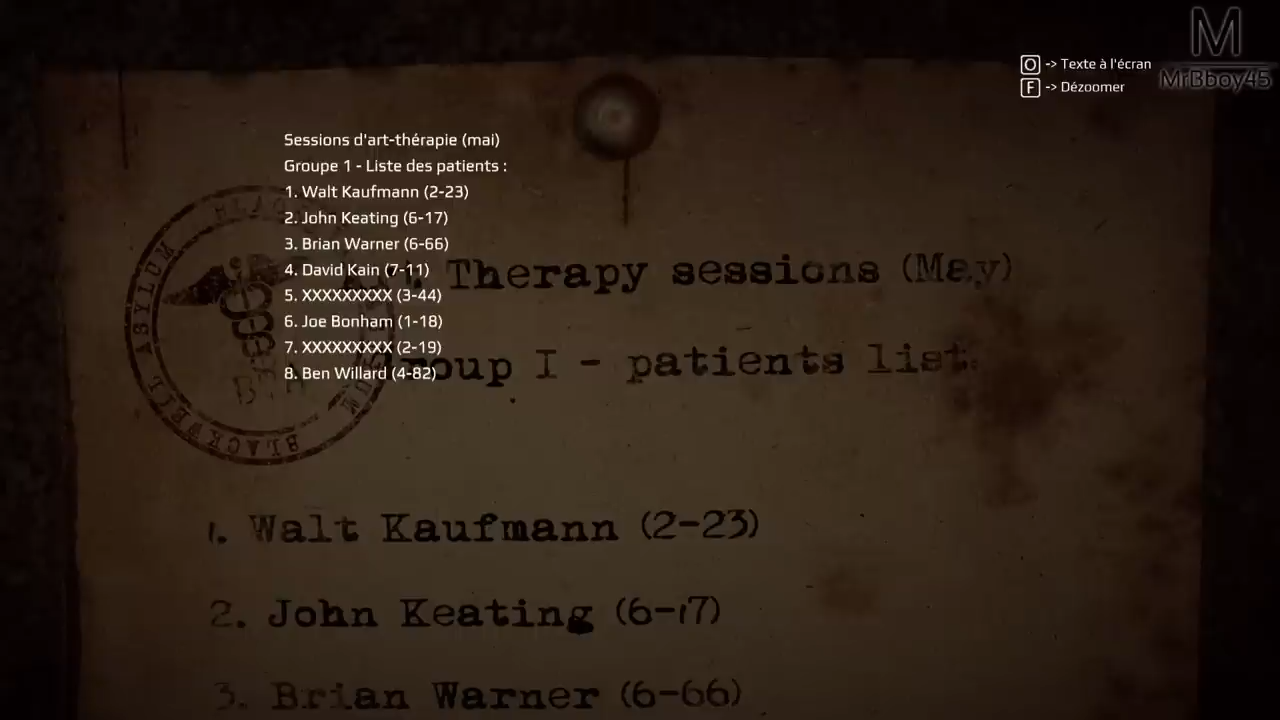 M
MrBboy45
O -> Texte à l'écran
F -> Dézoomer
Sessions d'art-thérapie (mai)
Groupe 1 - Liste des patients :
1. Walt Kaufmann (2-23)
2. John Keating (6-17)
3. Brian Warner (6-66)
4. David Kain (7-11)
5. XXXXXXXXX (3-44)
6. Joe Bonham (1-18)
7. XXXXXXXXX (2-19)
8. Ben Willard (4-82)
Therapy sessions (May)
roup I - patients list
BLACKWELL ASYLUM
1. Walt Kaufmann (2-23)
2. John Keating (6-17)
3. Brian Warner (6-66)